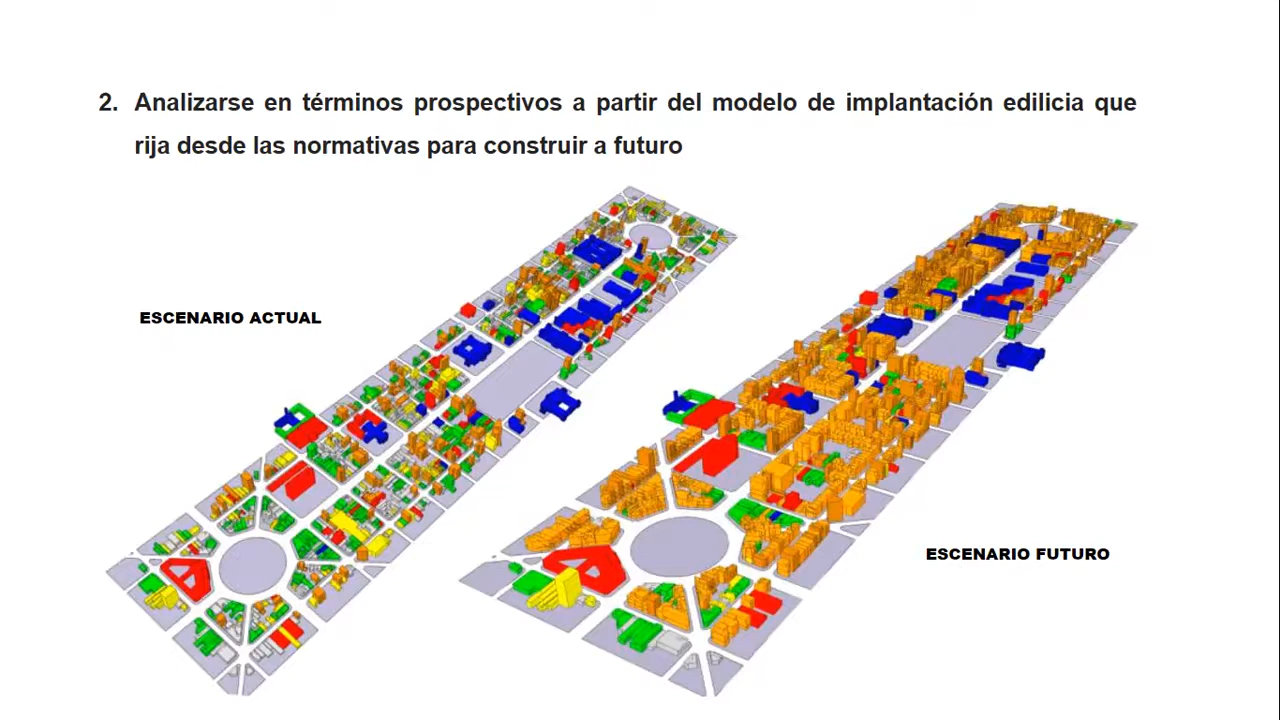 2. Analizarse en términos prospectivos a partir del modelo de implantación edilicia que
rija desde las normativas para construir a futuro
ESCENARIO ACTUAL
ESCENARIO FUTURO